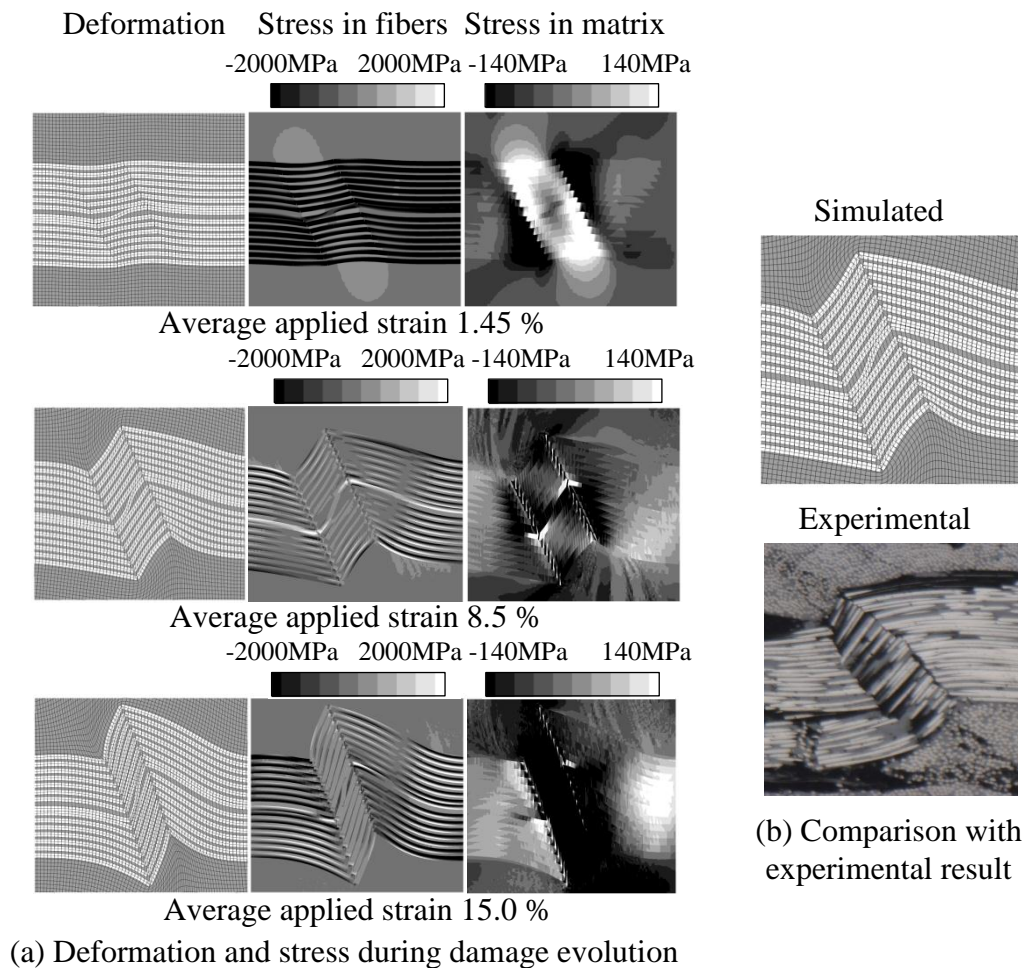 Deformation
Stress in fibers
Stress in matrix
-2000MPa
2000MPa
-140MPa
140MPa
Average applied strain 1.45 %
-2000MPa
2000MPa
-140MPa
140MPa
Average applied strain 8.5 %
-2000MPa
2000MPa
-140MPa
140MPa
Average applied strain 15.0 %
(a) Deformation and stress during damage evolution
Simulated
Experimental
(b) Comparison with
experimental result